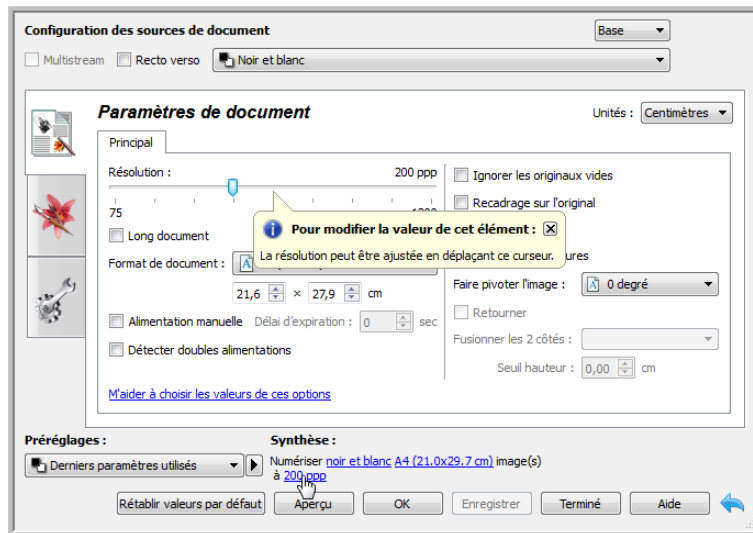 Configuration des sources de document
Base
Multistream
Recto verso
Noir et blanc
Paramètres de document
Unités :
Centimètres
Principal
Résolution :
200 ppp
75
Ignorer les originaux vides
Recadrage sur l'original
Pour modifier la valeur de cet élément :
La résolution peut être ajustée en déplaçant ce curseur.
Long document
Format de document :
21,6 × 27,9 cm
Faire pivoter l'image :
0 degré
Alimentation manuelle
Délai d'expiration :
0
sec
Retourner
Détecter doubles alimentations
Fusionner les 2 côtés :
Seuil hauteur :
0,00
cm
M'aider à choisir les valeurs de ces options
Préréglages :
Synthèse :
Derniers paramètres utilisés
Numériser noir et blanc A4 (21.0x29.7 cm) image(s)
à 200 ppp
Rétablir valeurs par défaut
Aperçu
OK
Enregistrer
Terminé
Aide